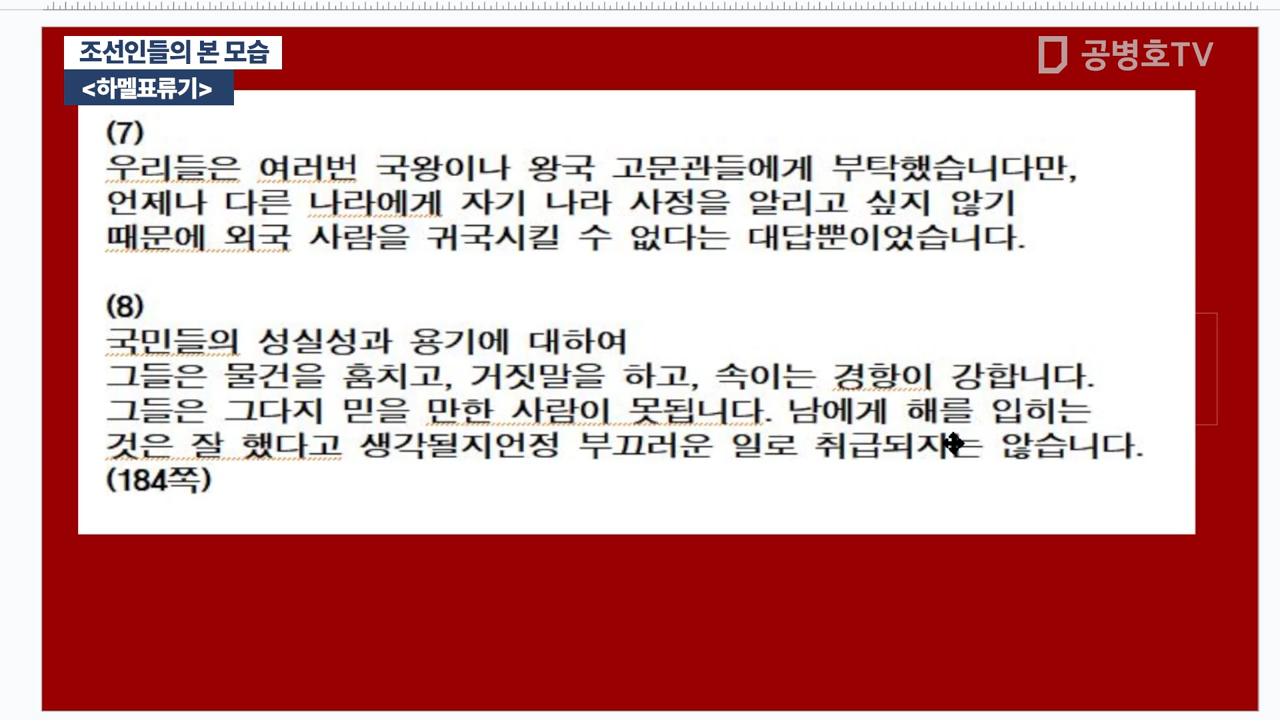 조선인들의 본 모습
<하멜표류기>
공병호TV
(7)
우리들은 여러번 국왕이나 왕국 고문관들에게 부탁했습니다만,
언제나 다른 나라에게 자기 나라 사정을 알리고 싶지 않기
때문에 외국 사람을 귀국시킬 수 없다는 대답뿐이었습니다.
(8)
국민들의 성실성과 용기에 대하여
그들은 물건을 훔치고, 거짓말을 하고, 속이는 경향이 강합니다.
그들은 그다지 믿을 만한 사람이 못됩니다. 남에게 해를 입히는
것은 잘 했다고 생각될지언정 부끄러운 일로 취급되지는 않습니다.
(184쪽)